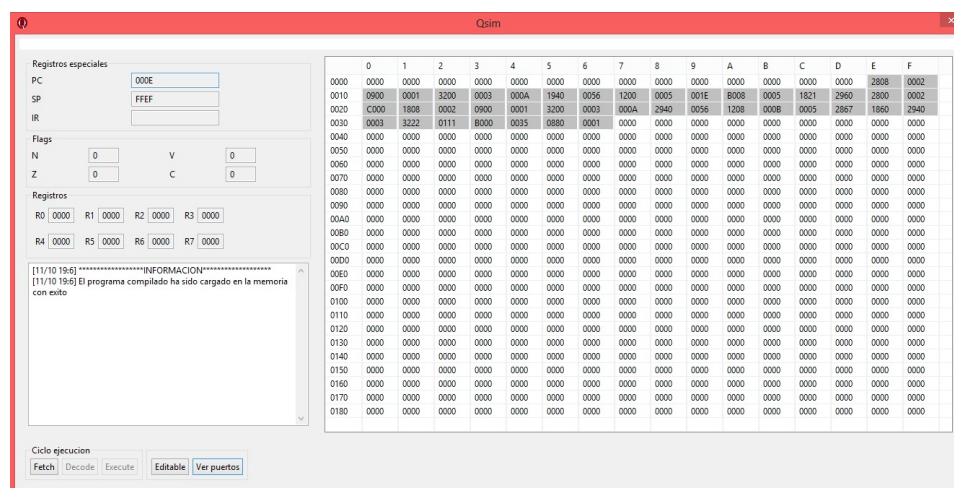 Qsim
Registros especiales
PC 000E
SP FFEF
IR
Flags
N 0 V 0
Z 0 C 0
Registros
R0 0000 R1 0000 R2 0000 R3 0000
R4 0000 R5 0000 R6 0000 R7 0000
[11/10 19:6] ******************INFORMACION*******************
[11/10 19:6] El programa compilado ha sido cargado en la memoria
con exito
Ciclo ejecucion
Fetch Decode Execute Editable Ver puertos
0 1 2 3 4 5 6 7 8 9 A B C D E F
0000 0000 0000 0000 0000 0000 0000 0000 0000 0000 0000 0000 0000 0000 0000 2808 0002
0010 0900 0001 3200 0003 000A 1940 0056 1200 0005 001E B008 0005 1821 2960 2800 0002
0020 C000 1808 0002 0900 0001 3200 0003 000A 2940 0056 1208 000B 0005 2867 1860 2940
0030 0003 3222 0111 B000 0035 0880 0001 0000 0000 0000 0000 0000 0000 0000 0000 0000
0040 0000 0000 0000 0000 0000 0000 0000 0000 0000 0000 0000 0000 0000 0000 0000 0000
0050 0000 0000 0000 0000 0000 0000 0000 0000 0000 0000 0000 0000 0000 0000 0000 0000
0060 0000 0000 0000 0000 0000 0000 0000 0000 0000 0000 0000 0000 0000 0000 0000 0000
0070 0000 0000 0000 0000 0000 0000 0000 0000 0000 0000 0000 0000 0000 0000 0000 0000
0080 0000 0000 0000 0000 0000 0000 0000 0000 0000 0000 0000 0000 0000 0000 0000 0000
0090 0000 0000 0000 0000 0000 0000 0000 0000 0000 0000 0000 0000 0000 0000 0000 0000
00A0 0000 0000 0000 0000 0000 0000 0000 0000 0000 0000 0000 0000 0000 0000 0000 0000
00B0 0000 0000 0000 0000 0000 0000 0000 0000 0000 0000 0000 0000 0000 0000 0000 0000
00C0 0000 0000 0000 0000 0000 0000 0000 0000 0000 0000 0000 0000 0000 0000 0000 0000
00D0 0000 0000 0000 0000 0000 0000 0000 0000 0000 0000 0000 0000 0000 0000 0000 0000
00E0 0000 0000 0000 0000 0000 0000 0000 0000 0000 0000 0000 0000 0000 0000 0000 0000
00F0 0000 0000 0000 0000 0000 0000 0000 0000 0000 0000 0000 0000 0000 0000 0000 0000
0100 0000 0000 0000 0000 0000 0000 0000 0000 0000 0000 0000 0000 0000 0000 0000 0000
0110 0000 0000 0000 0000 0000 0000 0000 0000 0000 0000 0000 0000 0000 0000 0000 0000
0120 0000 0000 0000 0000 0000 0000 0000 0000 0000 0000 0000 0000 0000 0000 0000 0000
0130 0000 0000 0000 0000 0000 0000 0000 0000 0000 0000 0000 0000 0000 0000 0000 0000
0140 0000 0000 0000 0000 0000 0000 0000 0000 0000 0000 0000 0000 0000 0000 0000 0000
0150 0000 0000 0000 0000 0000 0000 0000 0000 0000 0000 0000 0000 0000 0000 0000 0000
0160 0000 0000 0000 0000 0000 0000 0000 0000 0000 0000 0000 0000 0000 0000 0000 0000
0170 0000 0000 0000 0000 0000 0000 0000 0000 0000 0000 0000 0000 0000 0000 0000 0000
0180 0000 0000 0000 0000 0000 0000 0000 0000 0000 0000 0000 0000 0000 0000 0000 0000